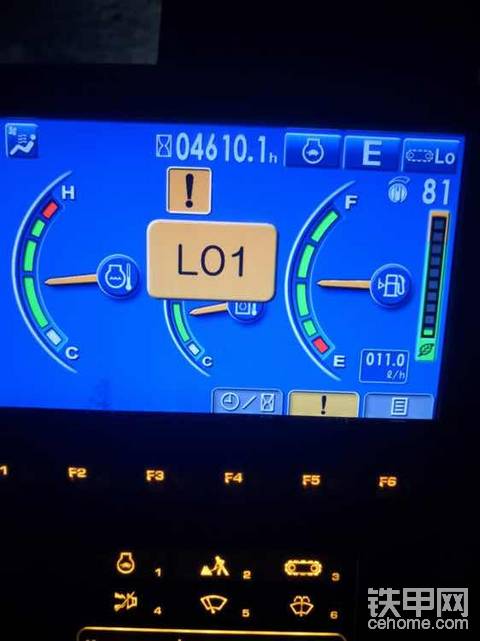 04610.1h E Lo
H ! F 81
L01
C C E 011.0
ℓ/h
!
1 F2 F3 F4 F5 F6
1 2 3
4 5 6
铁甲网
cehome.com